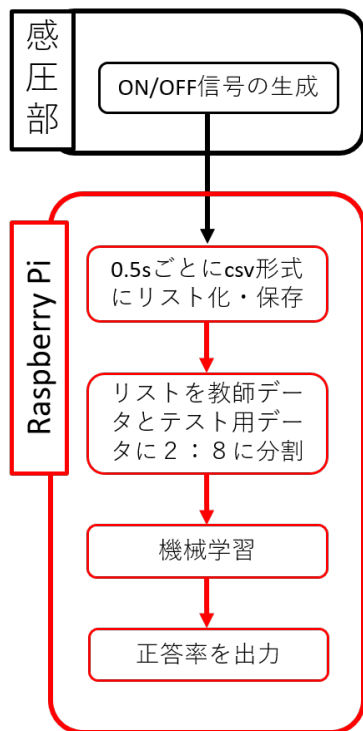 感圧部
ON/OFF信号の生成
Raspberry Pi
0.5sごとにcsv形式
にリスト化・保存
リストを教師デー
タとテスト用デー
タに２：８に分割
機械学習
正答率を出力